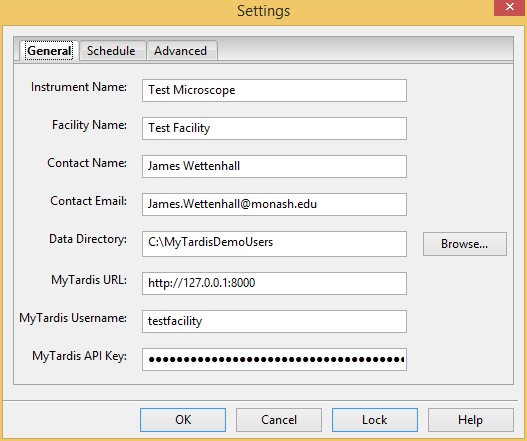 Settings
General Schedule Advanced
Instrument Name: Test Microscope
Facility Name: Test Facility
Contact Name: James Wettenhall
Contact Email: James.Wettenhall@monash.edu
Data Directory: C:\MyTardisDemoUsers Browse...
MyTardis URL: http://127.0.0.1:8000
MyTardis Username: testfacility
MyTardis API Key:
OK Cancel Lock Help